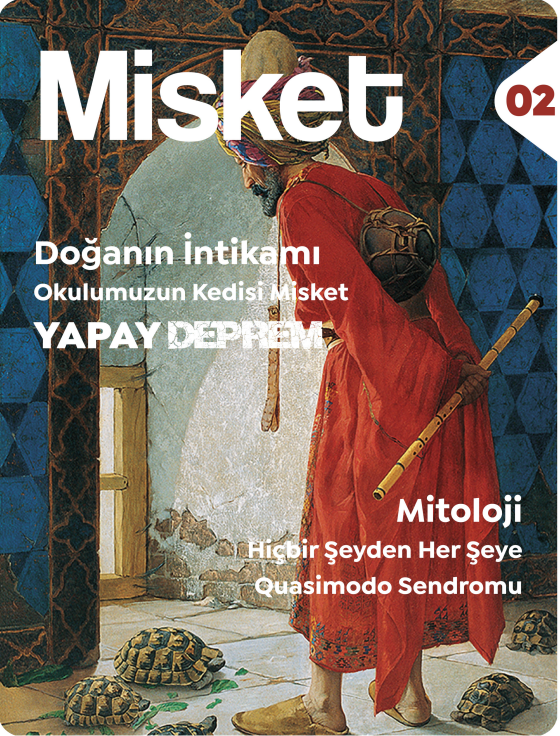 Misket
02
Doğanın İntikamı
Okulumuzun Kedisi Misket
YAPAY DEPREM
Mitoloji
Hiçbir Şeyden Her Şeye
Quasimodo Sendromu